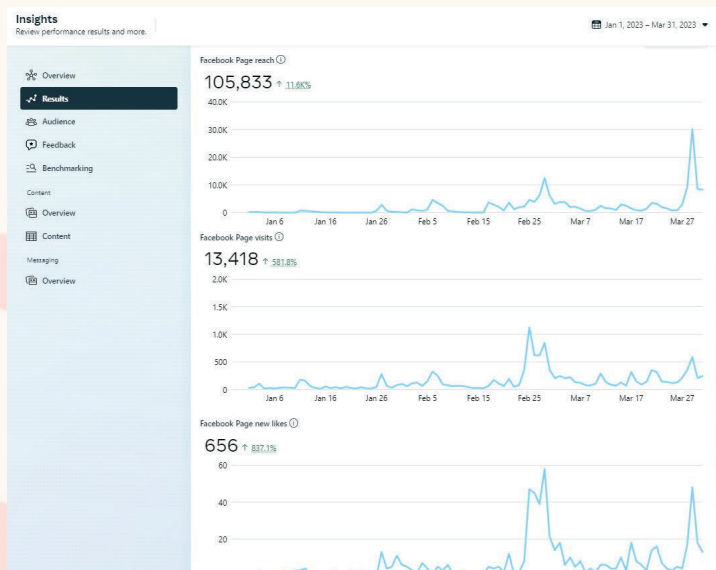 Insights
Review performance results and more.
Jan 1, 2023 – Mar 31, 2023
Overview
Results
Audience
Feedback
Benchmarking
Content
Overview
Content
Messaging
Overview
Facebook Page reach
105,833 ↑ 11.6K%
40.0K
30.0K
20.0K
10.0K
0
Jan 6 Jan 16 Jan 26 Feb 5 Feb 15 Feb 25 Mar 7 Mar 17 Mar 27
Facebook Page visits
13,418 ↑ 581.8%
2.0K
1.5K
1.0K
500
0
Jan 6 Jan 16 Jan 26 Feb 5 Feb 15 Feb 25 Mar 7 Mar 17 Mar 27
Facebook Page new likes
656 ↑ 837.1%
60
40
20